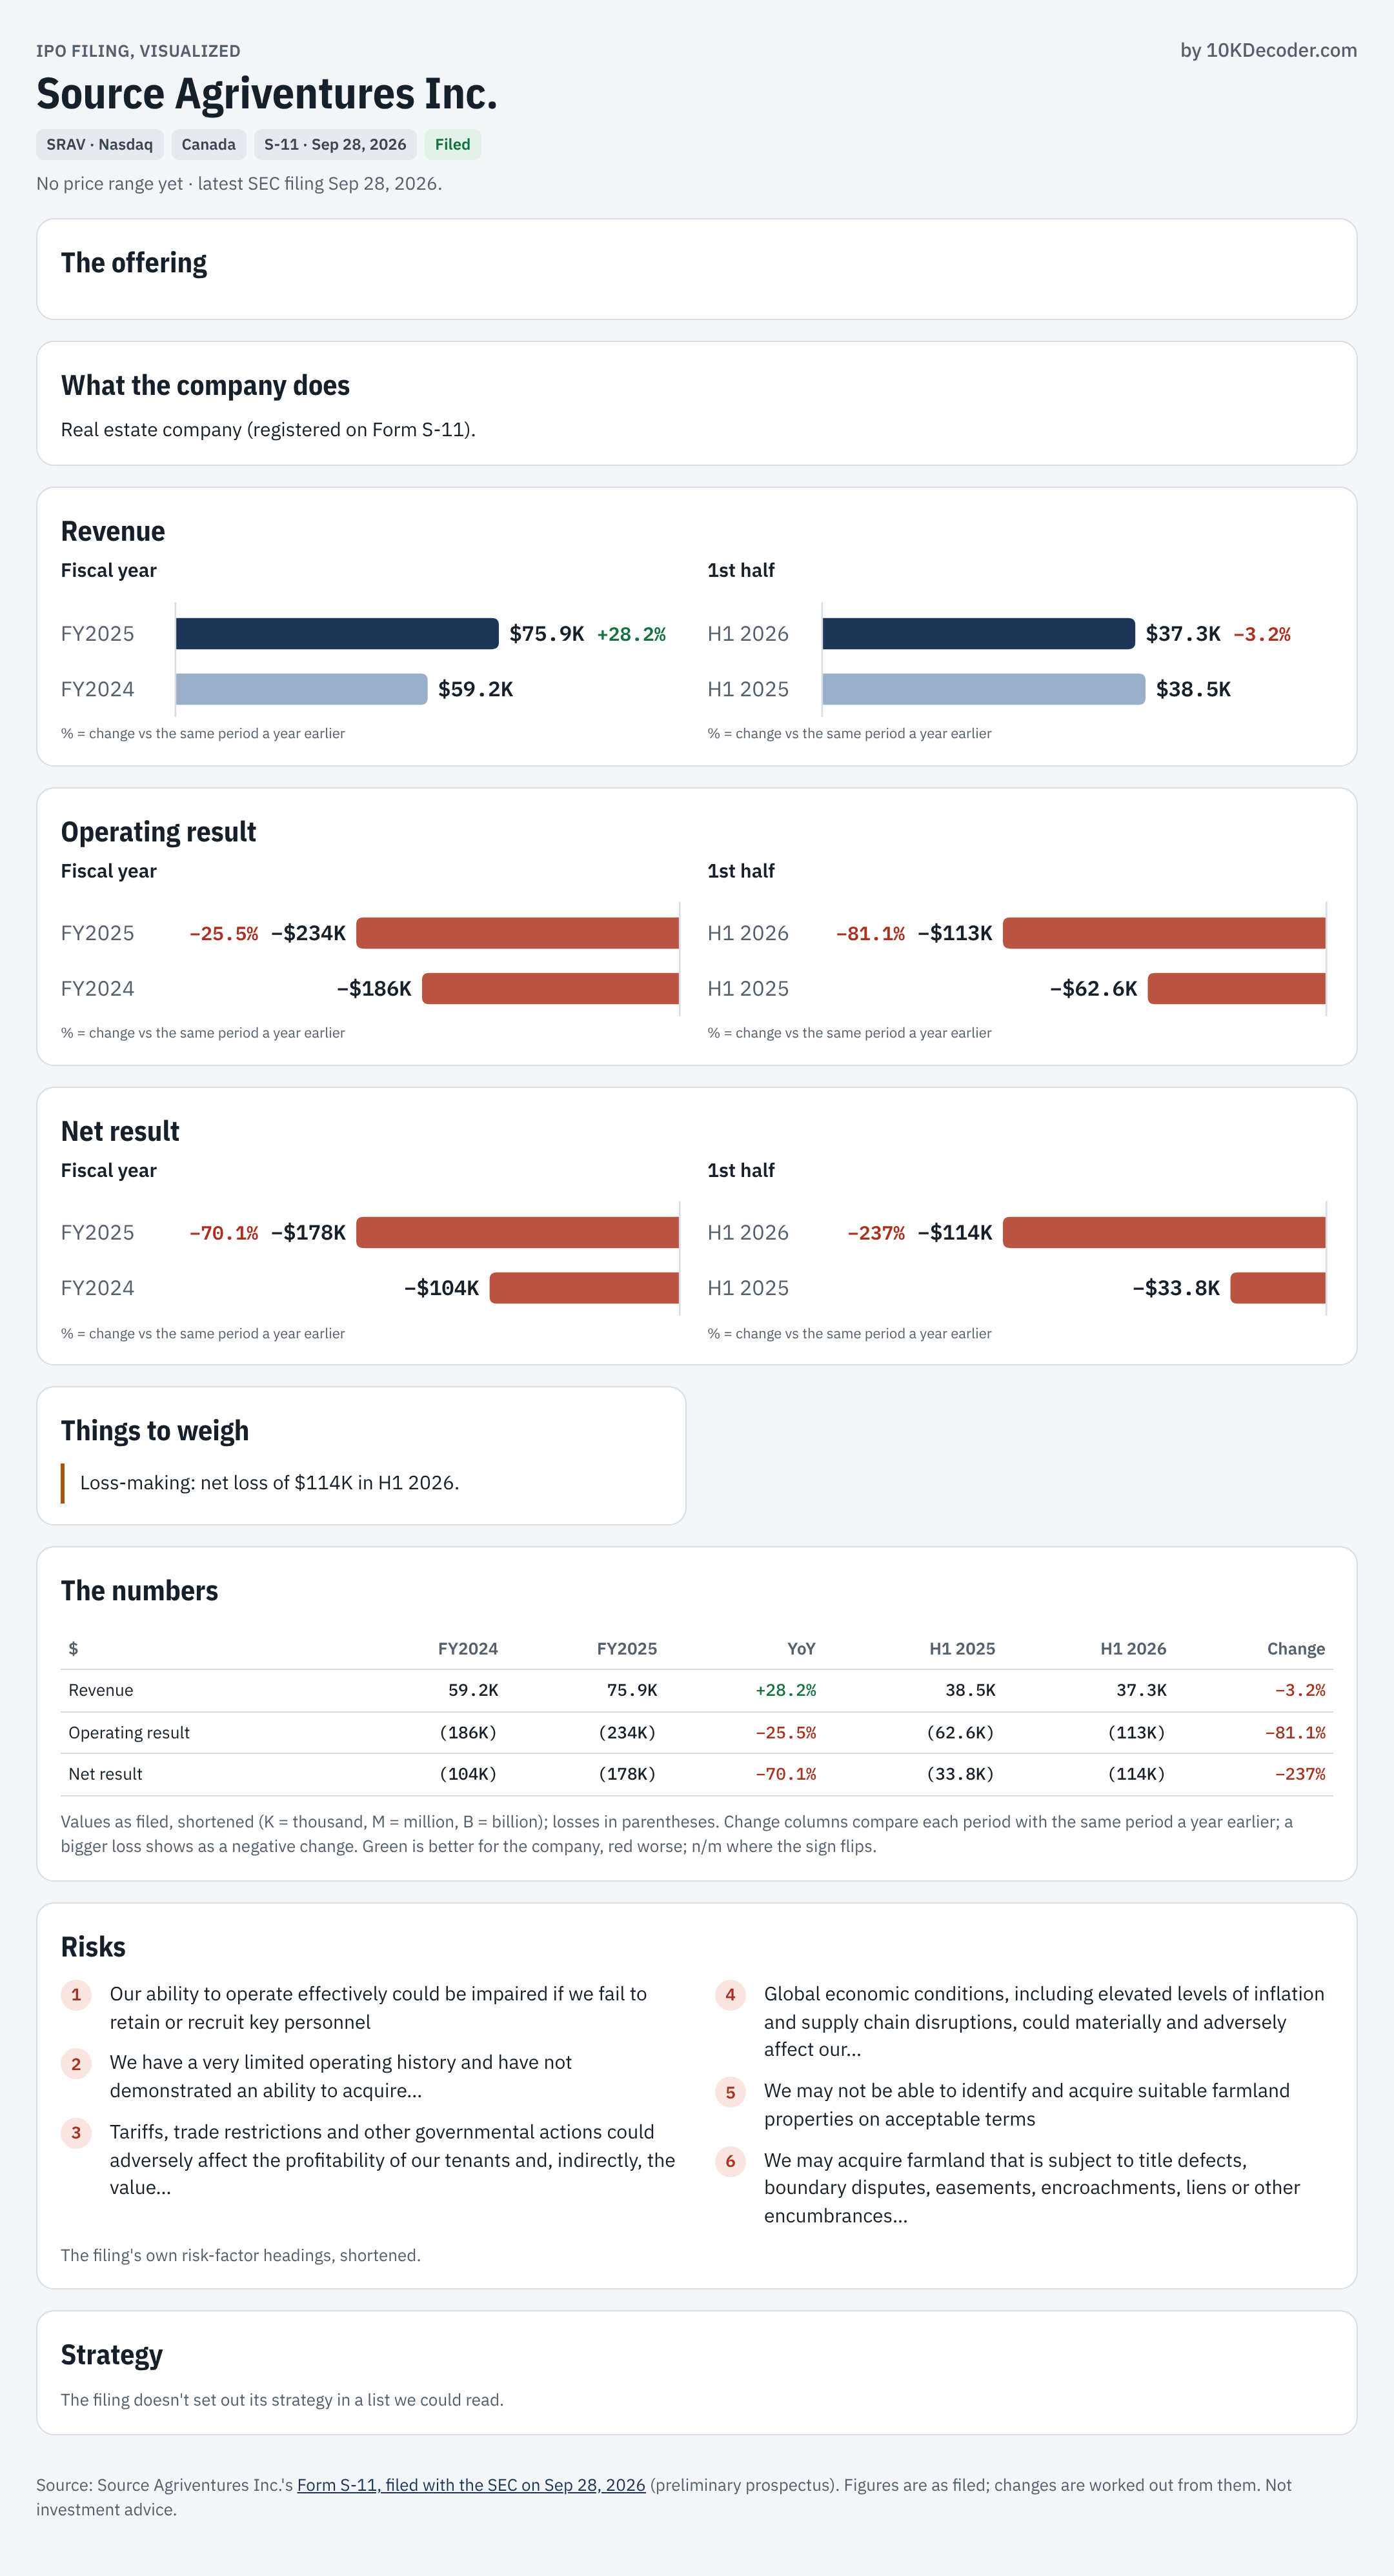 IPO FILING, VISUALIZED
by 10KDecoder.com
Source Agriventures Inc.
SRAV · Nasdaq
Canada
S-11 · Sep 28, 2026
Filed
No price range yet · latest SEC filing Sep 28, 2026.
The offering
What the company does
Real estate company (registered on Form S-11).
Revenue
Fiscal year
FY2025 $75.9K +28.2%
FY2024 $59.2K
% = change vs the same period a year earlier
1st half
H1 2026 $37.3K −3.2%
H1 2025 $38.5K
% = change vs the same period a year earlier
Operating result
Fiscal year
FY2025 −25.5% −$234K
FY2024 −$186K
% = change vs the same period a year earlier
1st half
H1 2026 −81.1% −$113K
H1 2025 −$62.6K
% = change vs the same period a year earlier
Net result
Fiscal year
FY2025 −70.1% −$178K
FY2024 −$104K
% = change vs the same period a year earlier
1st half
H1 2026 −237% −$114K
H1 2025 −$33.8K
% = change vs the same period a year earlier
Things to weigh
Loss-making: net loss of $114K in H1 2026.
The numbers
$ FY2024 FY2025 YoY H1 2025 H1 2026 Change
Revenue 59.2K 75.9K +28.2% 38.5K 37.3K −3.2%
Operating result (186K) (234K) −25.5% (62.6K) (113K) −81.1%
Net result (104K) (178K) −70.1% (33.8K) (114K) −237%
Values as filed, shortened (K = thousand, M = million, B = billion); losses in parentheses. Change columns compare each period with the same period a year earlier; a
bigger loss shows as a negative change. Green is better for the company, red worse; n/m where the sign flips.
Risks
1 Our ability to operate effectively could be impaired if we fail to
retain or recruit key personnel
2 We have a very limited operating history and have not
demonstrated an ability to acquire…
3 Tariffs, trade restrictions and other governmental actions could
adversely affect the profitability of our tenants and, indirectly, the
value…
4 Global economic conditions, including elevated levels of inflation
and supply chain disruptions, could materially and adversely
affect our…
5 We may not be able to identify and acquire suitable farmland
properties on acceptable terms
6 We may acquire farmland that is subject to title defects,
boundary disputes, easements, encroachments, liens or other
encumbrances…
The filing's own risk-factor headings, shortened.
Strategy
The filing doesn't set out its strategy in a list we could read.
Source: Source Agriventures Inc.'s Form S-11, filed with the SEC on Sep 28, 2026 (preliminary prospectus). Figures are as filed; changes are worked out from them. Not
investment advice.